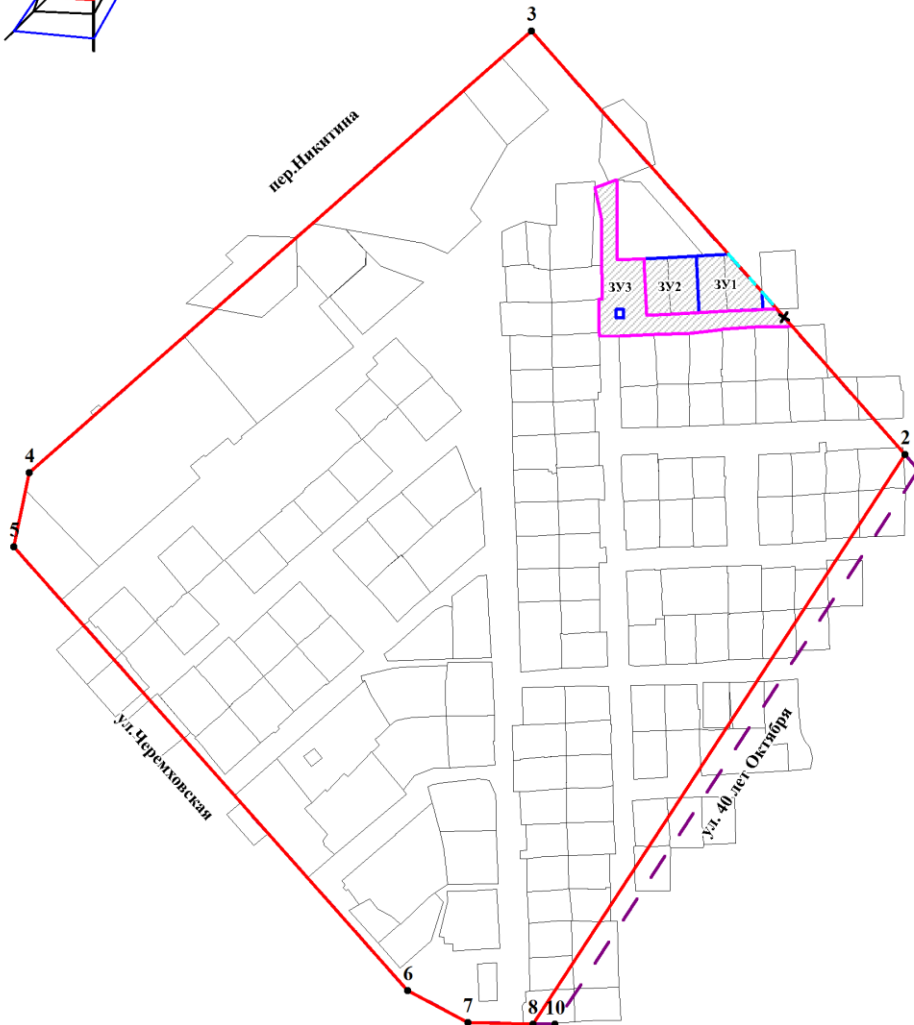 3
пер.Никитина
ЗУ3
ЗУ2
ЗУ1
2
4
5
ул.Черемховская
ул. 40 лет Октября
6
7
8
10